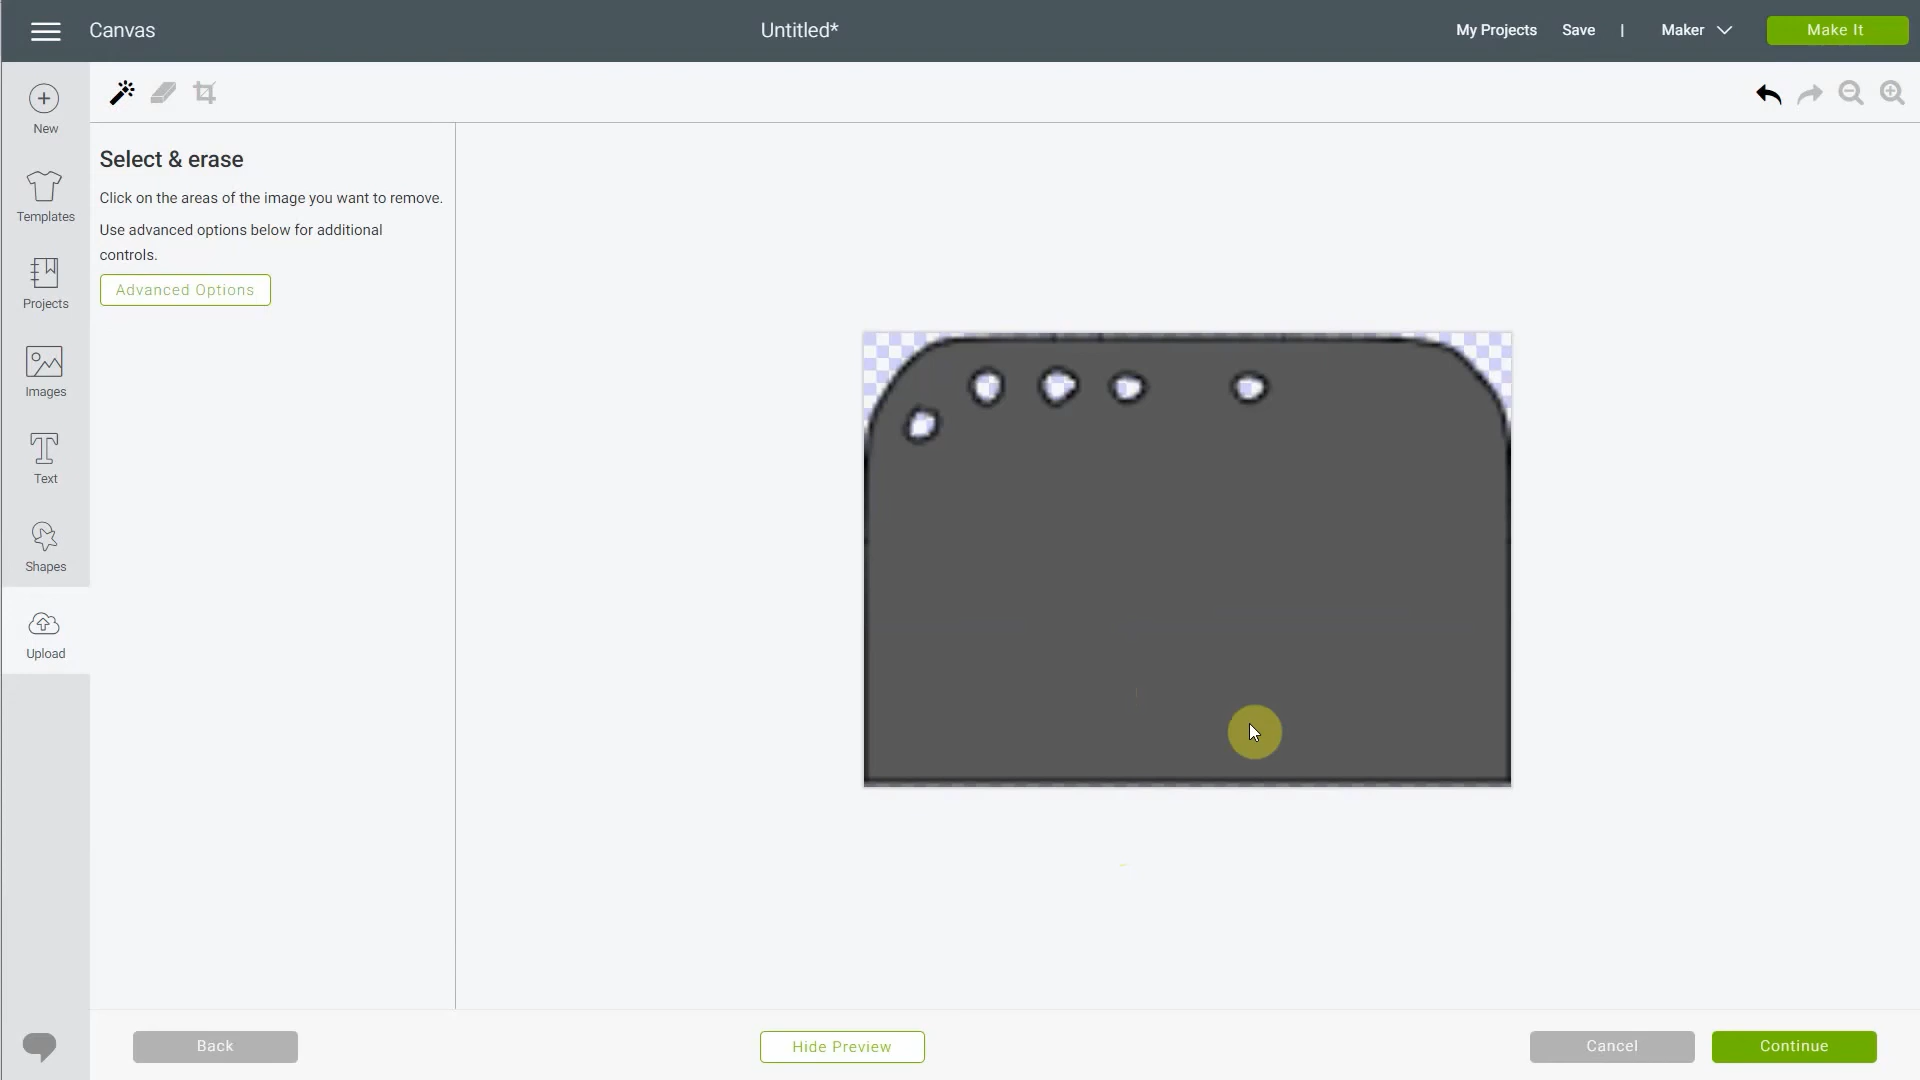 Canvas
Untitled*
My Projects
Save
|
Maker
Make It
New
Templates
Projects
Images
Text
Shapes
Upload
Select & erase
Click on the areas of the image you want to remove.
Use advanced options below for additional
controls.
Advanced Options
Back
Hide Preview
Cancel
Continue